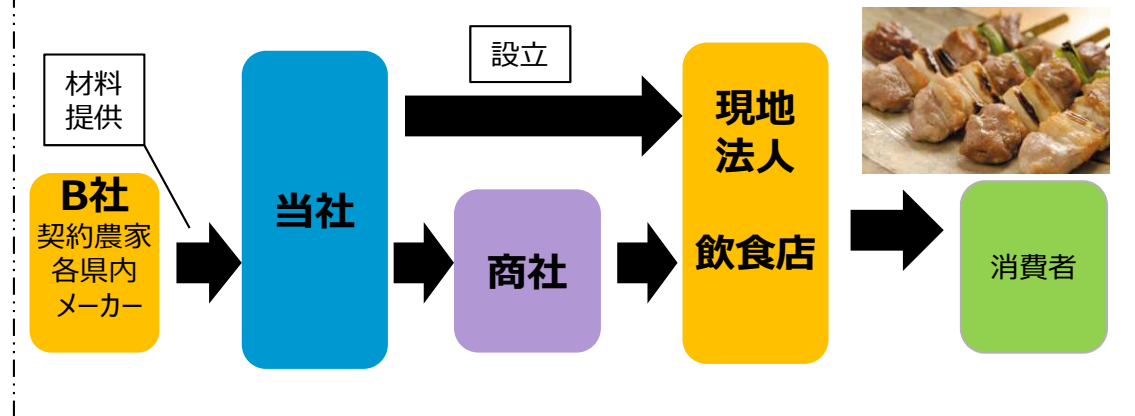 材料
提供
B社
契約農家
各県内
メーカー
当社
設立
商社
現地
法人
飲食店
消費者